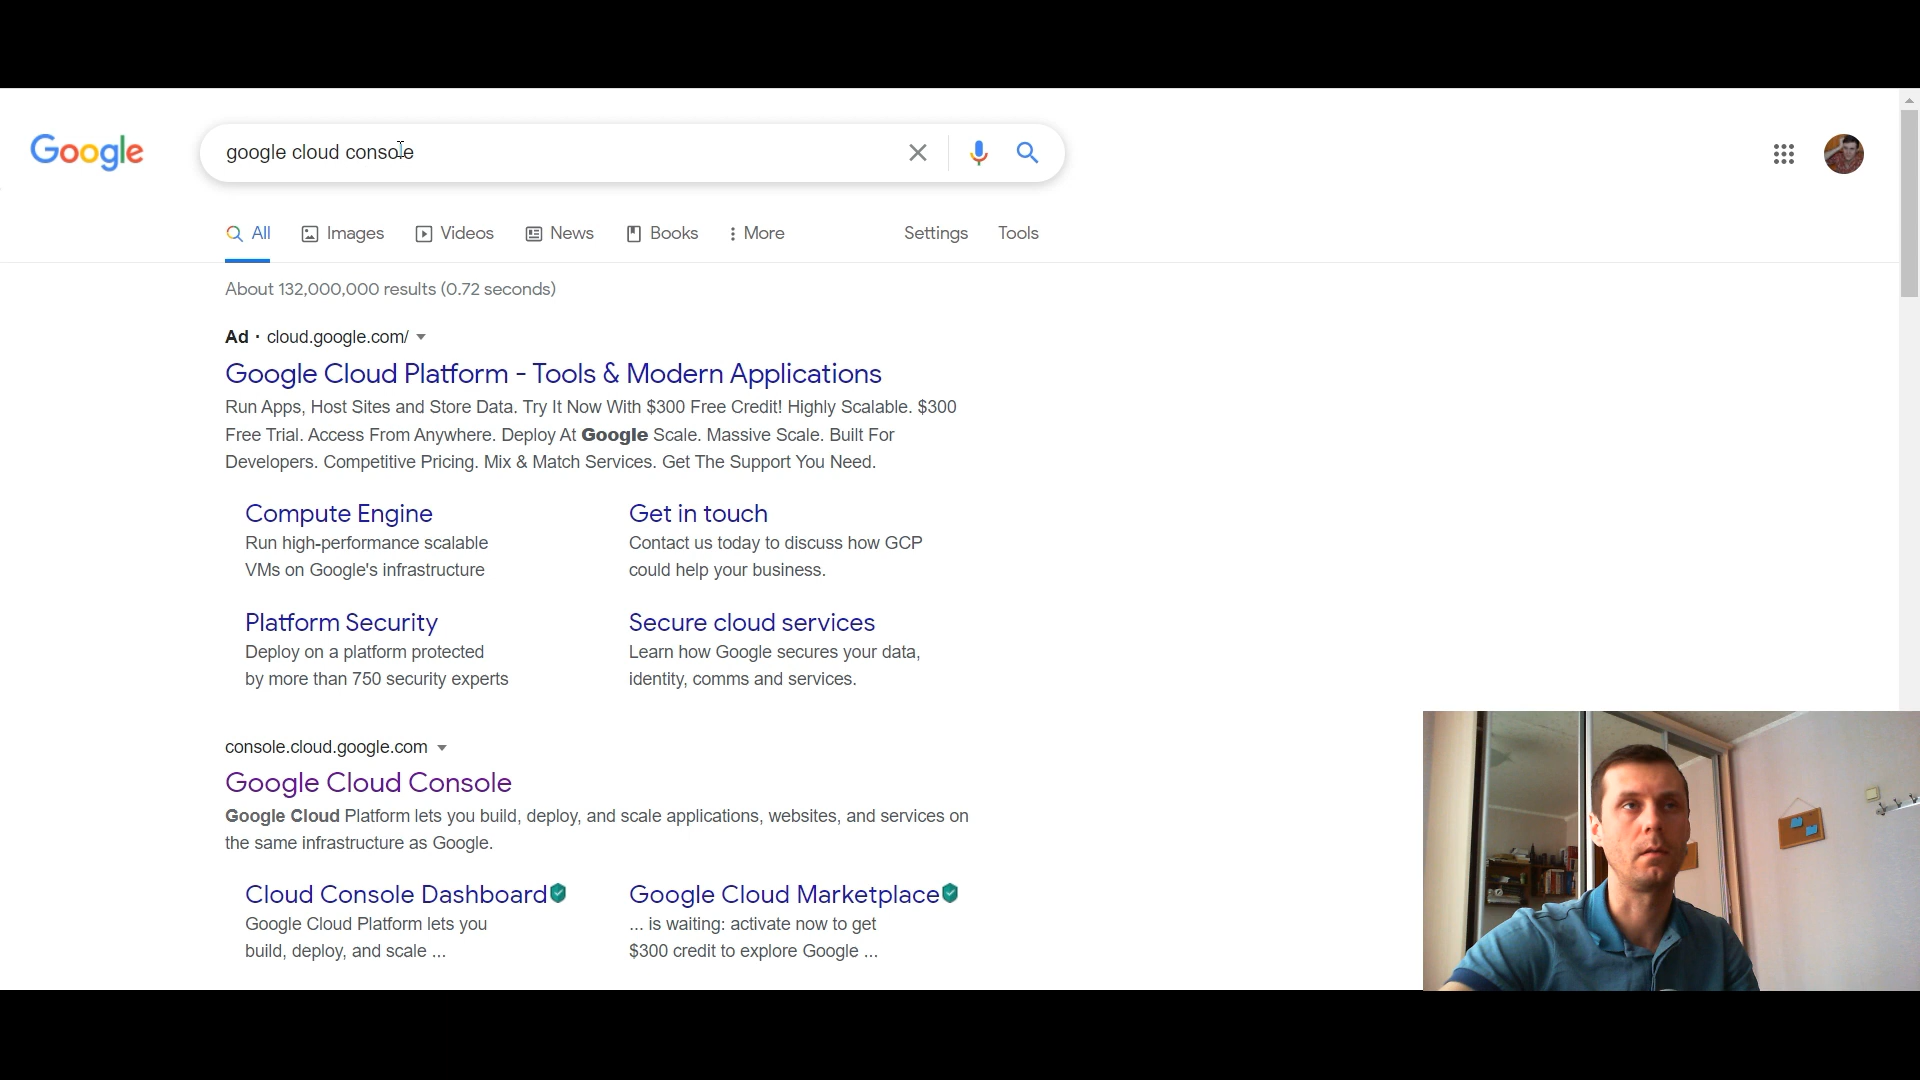 Google
google cloud console
All Images Videos News Books More Settings Tools
About 132,000,000 results (0.72 seconds)
Ad · cloud.google.com/
Google Cloud Platform - Tools & Modern Applications
Run Apps, Host Sites and Store Data. Try It Now With $300 Free Credit! Highly Scalable. $300
Free Trial. Access From Anywhere. Deploy At Google Scale. Massive Scale. Built For
Developers. Competitive Pricing. Mix & Match Services. Get The Support You Need.
Compute Engine
Run high-performance scalable
VMs on Google's infrastructure
Get in touch
Contact us today to discuss how GCP
could help your business.
Platform Security
Deploy on a platform protected
by more than 750 security experts
Secure cloud services
Learn how Google secures your data,
identity, comms and services.
console.cloud.google.com
Google Cloud Console
Google Cloud Platform lets you build, deploy, and scale applications, websites, and services on
the same infrastructure as Google.
Cloud Console Dashboard
Google Cloud Platform lets you
build, deploy, and scale ...
Google Cloud Marketplace
... is waiting: activate now to get
$300 credit to explore Google ...